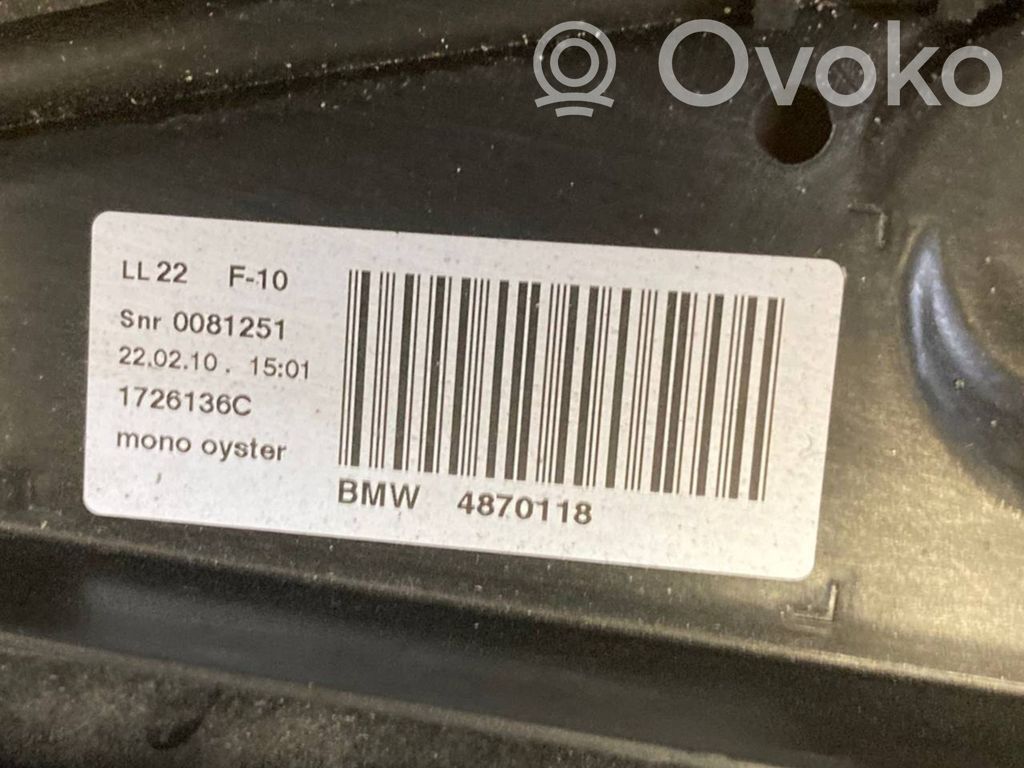 Ovoko
LL 22 F-10
Snr 0081251
22.02.10 . 15:01
1726136C
mono oyster
BMW 4870118